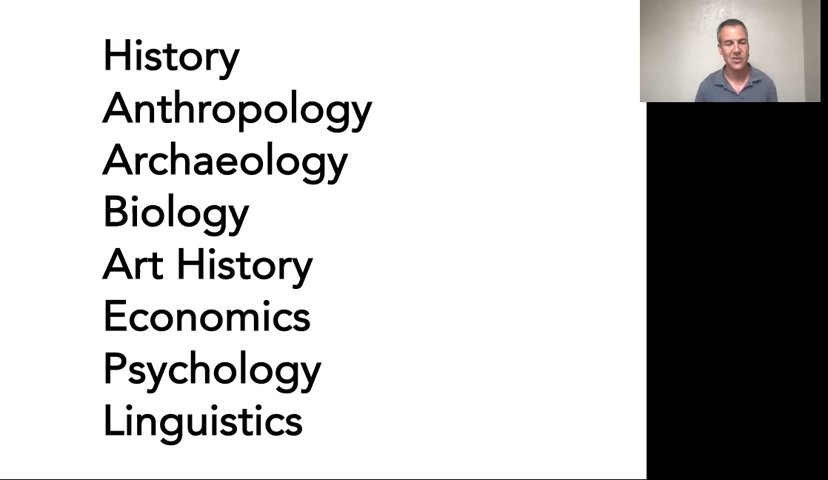 History
Anthropology
Archaeology
Biology
Art History
Economics
Psychology
Linguistics